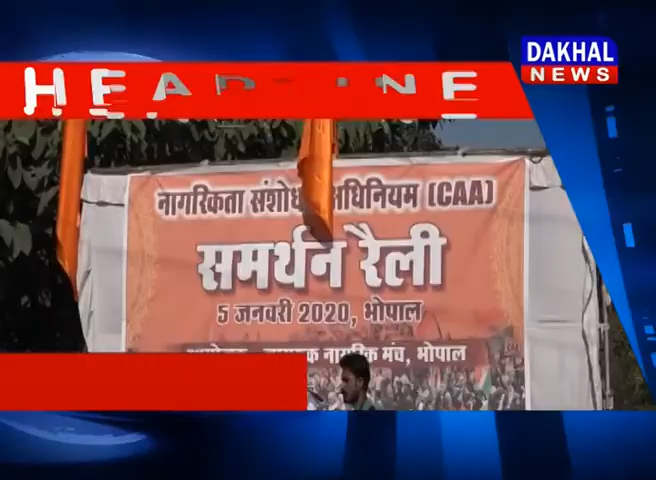 DAKHAL
NEWS
HEADLINE
नागरिकता संशोधन अधिनियम (CAA)
समर्थन रैली
5 जनवरी 2020, भोपाल
नागरिक मंच, भोपाल